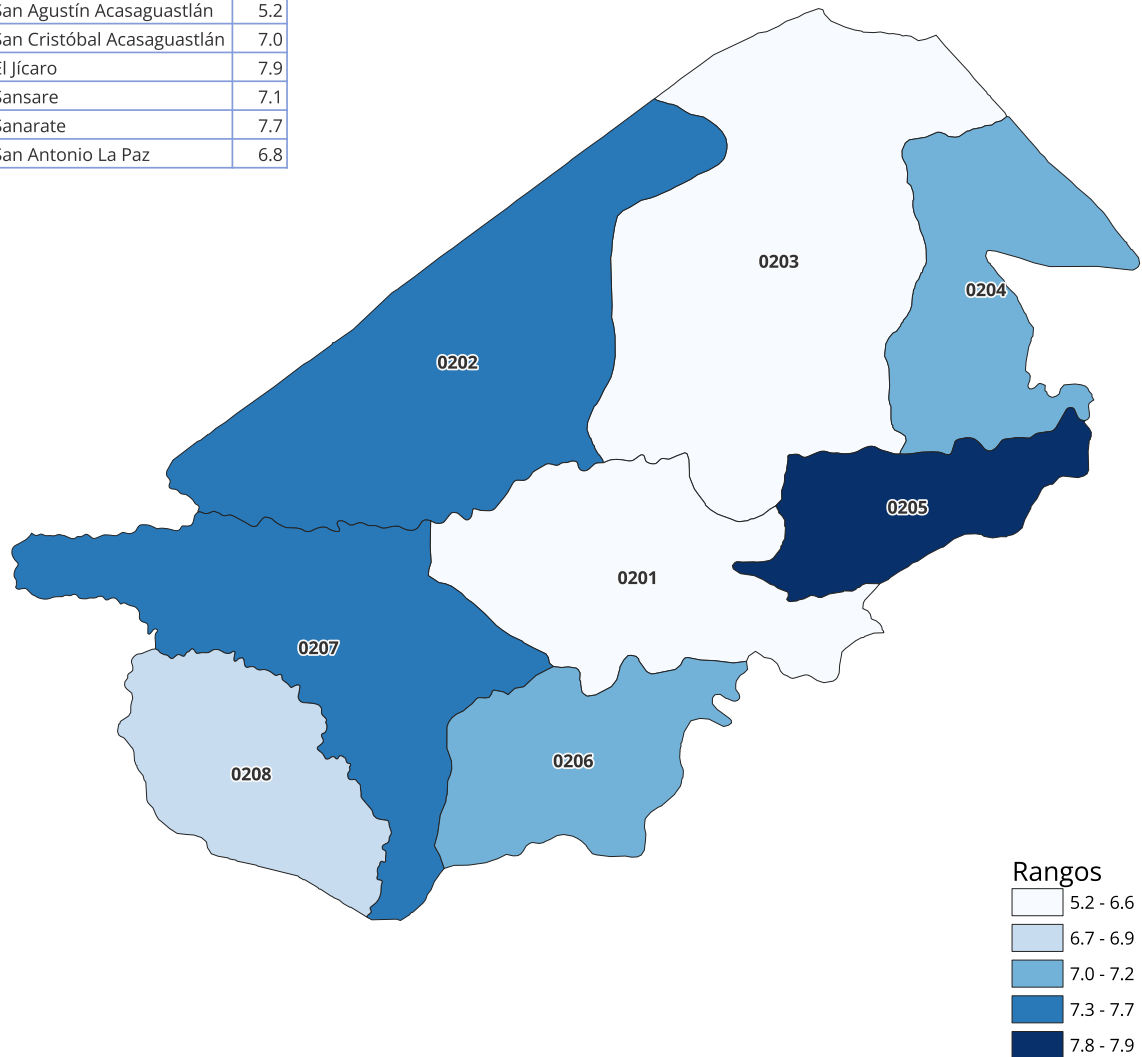 San Agustín Acasaguastlán 5.2
San Cristóbal Acasaguastlán 7.0
El Jícaro 7.9
Sansare 7.1
Sanarate 7.7
San Antonio La Paz 6.8
0203
0204
0202
0205
0201
0207
0206
0208
Rangos
5.2 - 6.6
6.7 - 6.9
7.0 - 7.2
7.3 - 7.7
7.8 - 7.9